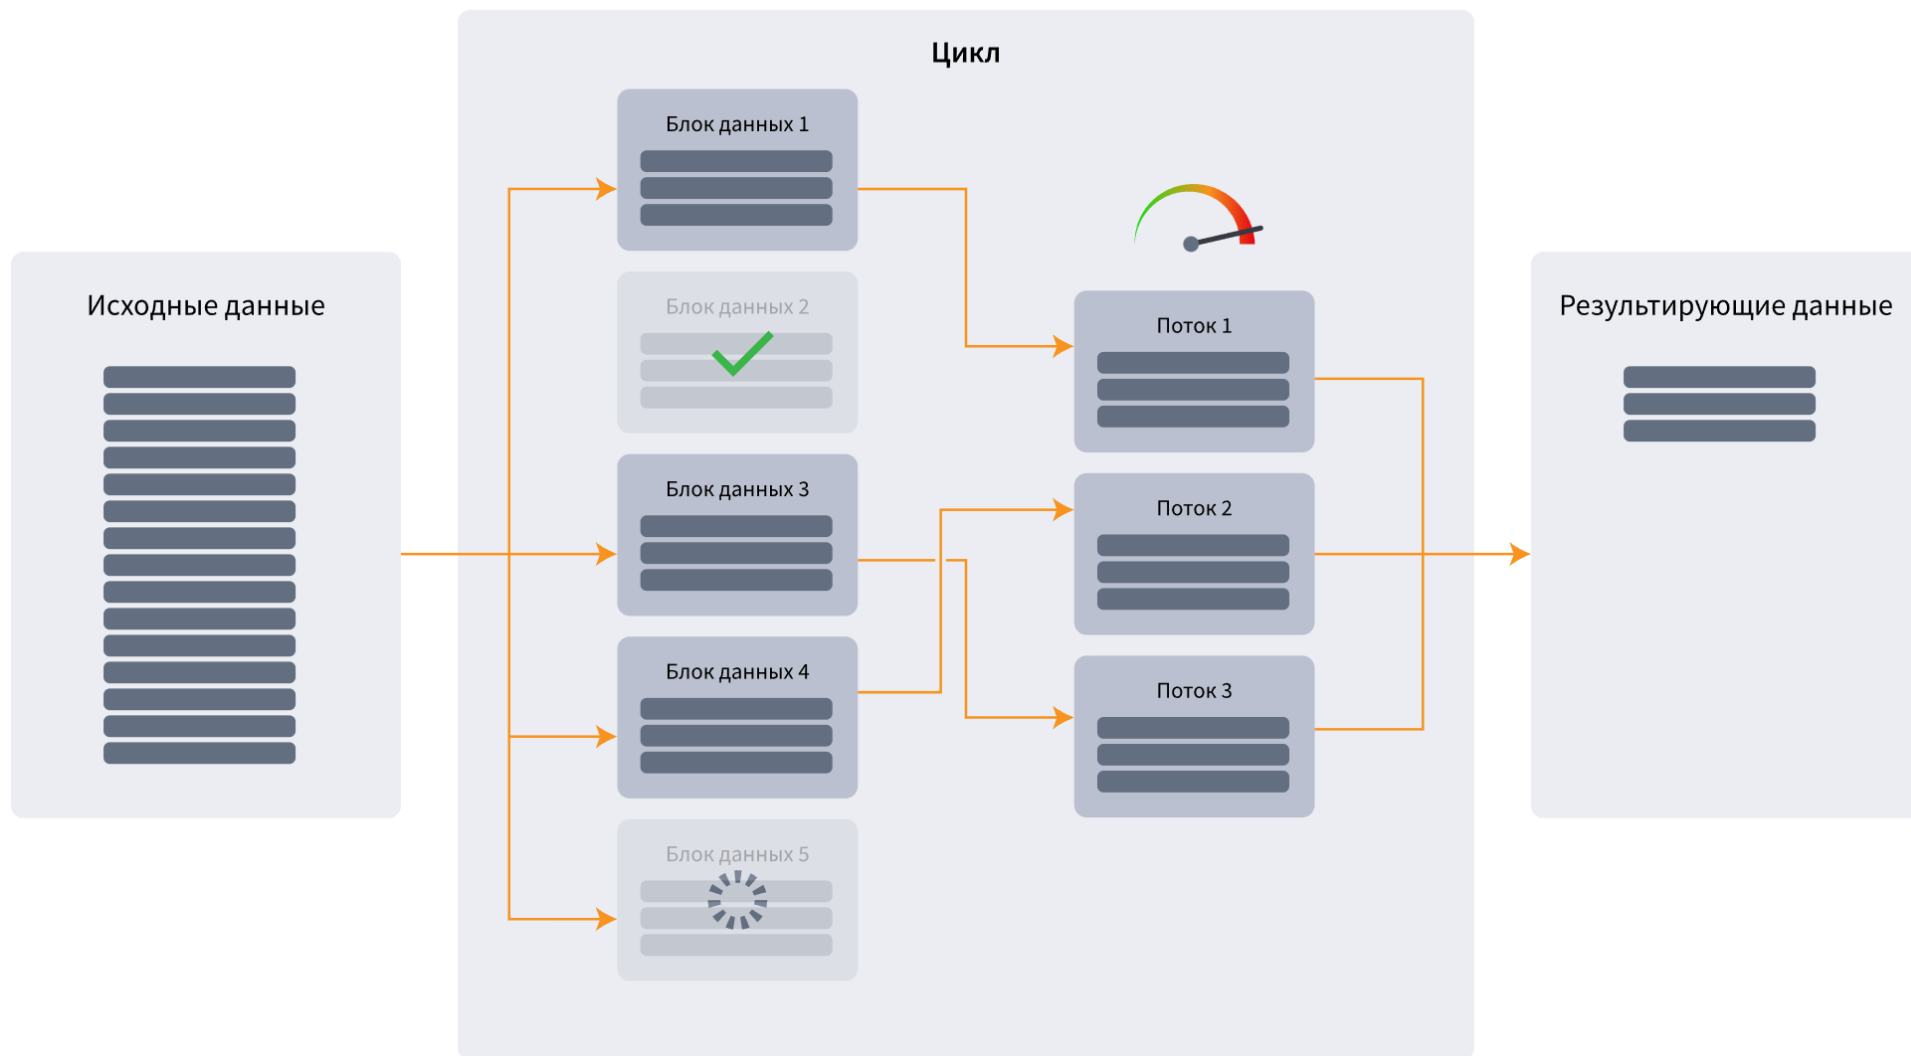 Цикл
Исходные данные
Блок данных 1
Блок данных 2
Блок данных 3
Блок данных 4
Блок данных 5
Поток 1
Поток 2
Поток 3
Результирующие данные